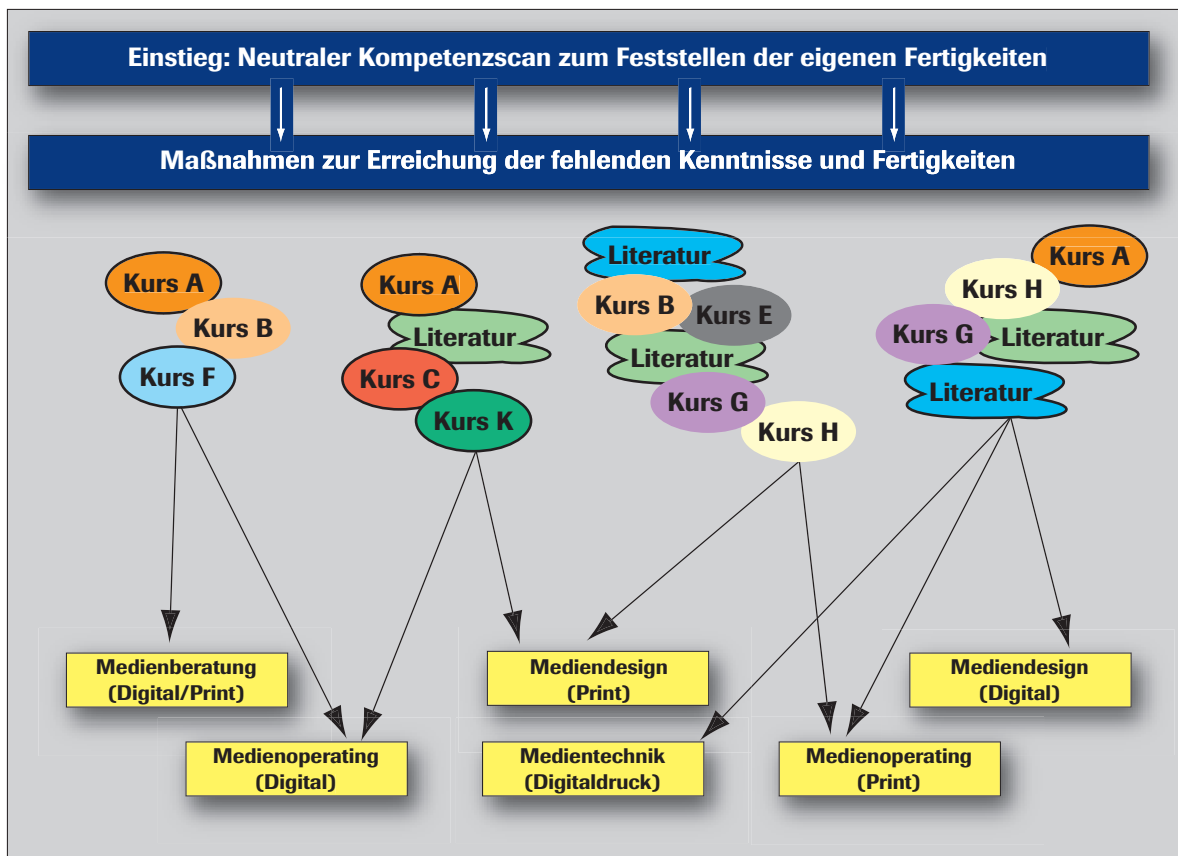 Einstieg: Neutraler Kompetenzscan zum Feststellen der eigenen Fertigkeiten
Maßnahmen zur Erreichung der fehlenden Kenntnisse und Fertigkeiten
Kurs A
Kurs B
Kurs F
Kurs A
Literatur
Kurs C
Kurs K
Literatur
Kurs B
Kurs E
Literatur
Kurs G
Kurs H
Kurs A
Kurs H
Kurs G
Literatur
Literatur
Medienberatung
(Digital/Print)
Mediendesign
(Print)
Mediendesign
(Digital)
Medienoperating
(Digital)
Medientechnik
(Digitaldruck)
Medienoperating
(Print)